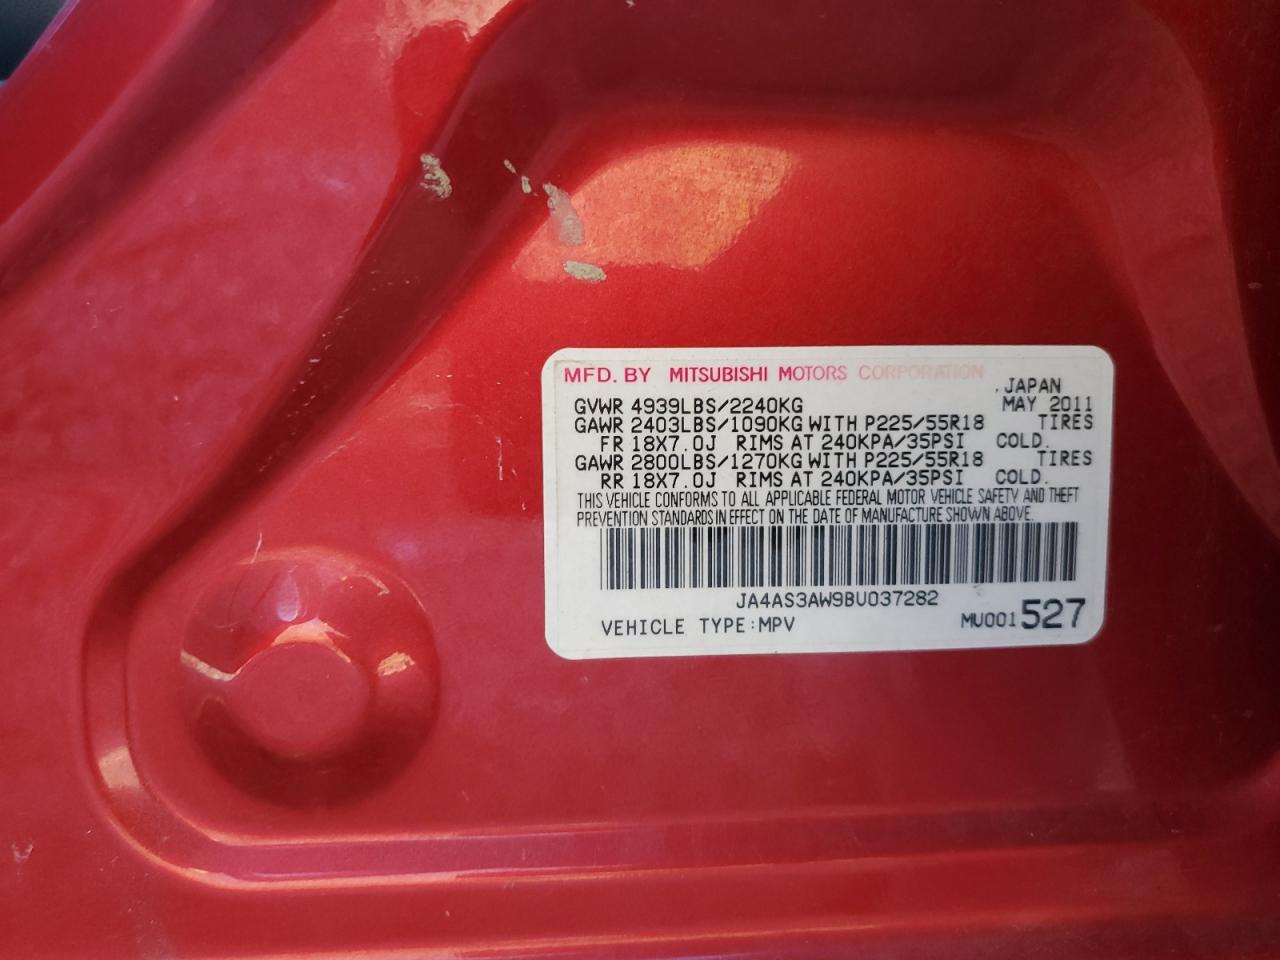 MFD. BY MITSUBISHI MOTORS CORPORATION
, JAPAN
GVWR 4939LBS/2240KG MAY 2011
GAWR 2403LBS/1090KG WITH P225/55R18 TIRES
FR 18X7.0J RIMS AT 240KPA/35PSI COLD.
GAWR 2800LBS/1270KG WITH P225/55R18 TIRES
RR 18X7.0J RIMS AT 240KPA/35PSI COLD.
THIS VEHICLE CONFORMS TO ALL APPLICABLE FEDERAL MOTOR VEHICLE SAFETY AND THEFT
PREVENTION STANDARDS IN EFFECT ON THE DATE OF MANUFACTURE SHOWN ABOVE.
JA4AS3AW9BU037282
VEHICLE TYPE:MPV MU001527